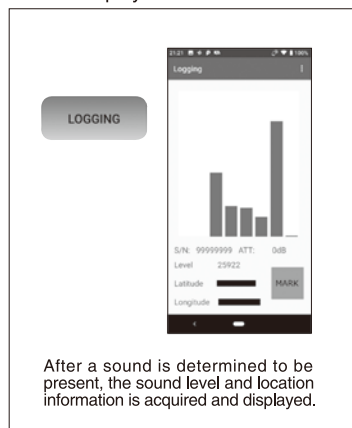 LOGGING
21:21
100%
Logging
S/N: 99999999 ATT: 0dB
Level 25922
Latitude
MARK
Longitude
After a sound is determined to be
present, the sound level and location
information is acquired and displayed.